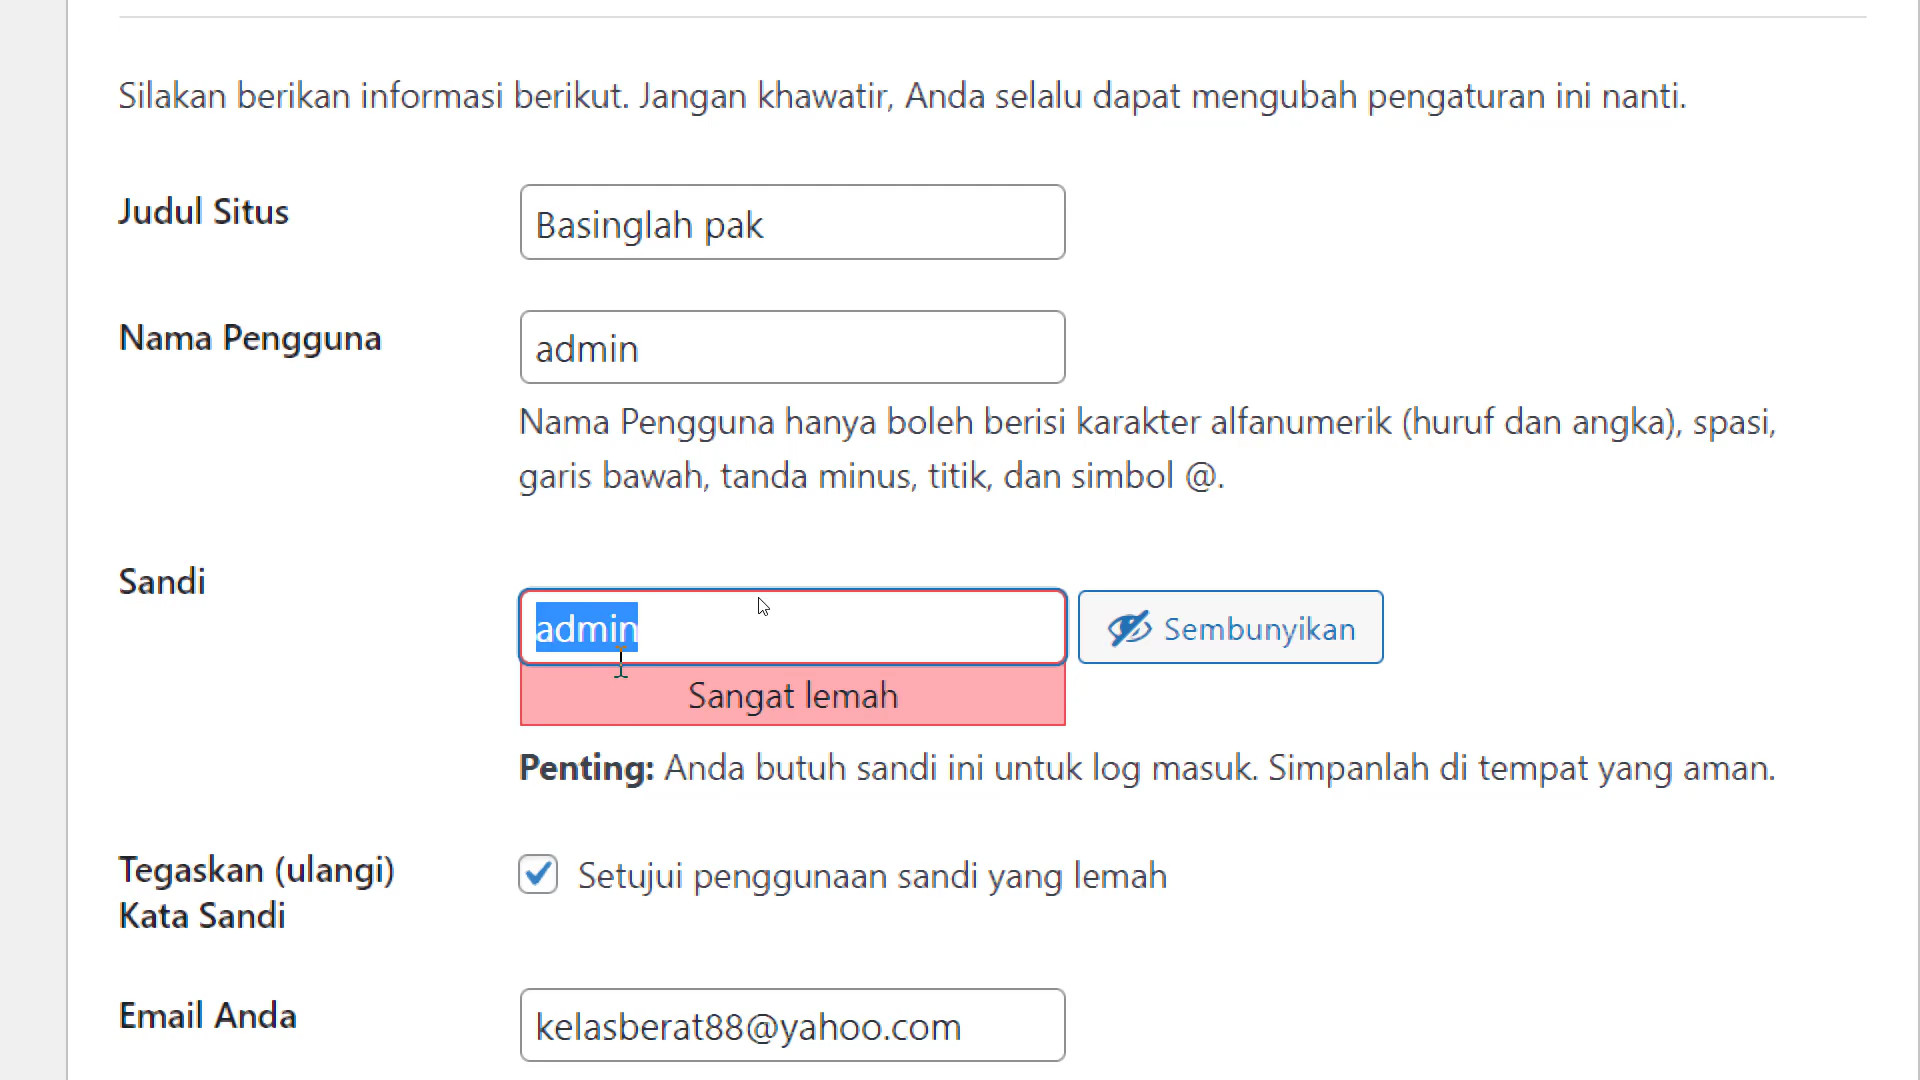 Silakan berikan informasi berikut. Jangan khawatir, Anda selalu dapat mengubah pengaturan ini nanti.
Judul Situs
Basinglah pak
Nama Pengguna
admin
Nama Pengguna hanya boleh berisi karakter alfanumerik (huruf dan angka), spasi,
garis bawah, tanda minus, titik, dan simbol @.
Sandi
admin
Sembunyikan
Sangat lemah
Penting: Anda butuh sandi ini untuk log masuk. Simpanlah di tempat yang aman.
Tegaskan (ulangi)
Kata Sandi
Setujui penggunaan sandi yang lemah
Email Anda
kelasberat88@yahoo.com